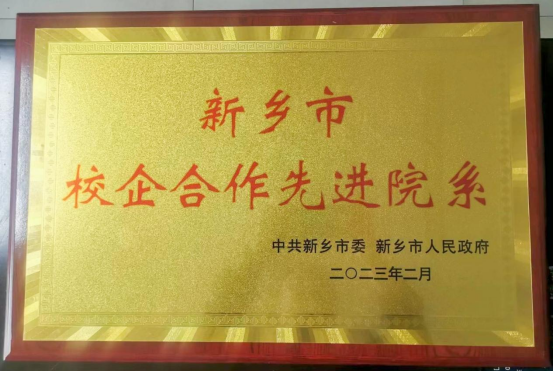 新乡市
校企合作先进院系
中共新乡市委 新乡市人民政府
二〇二三年二月